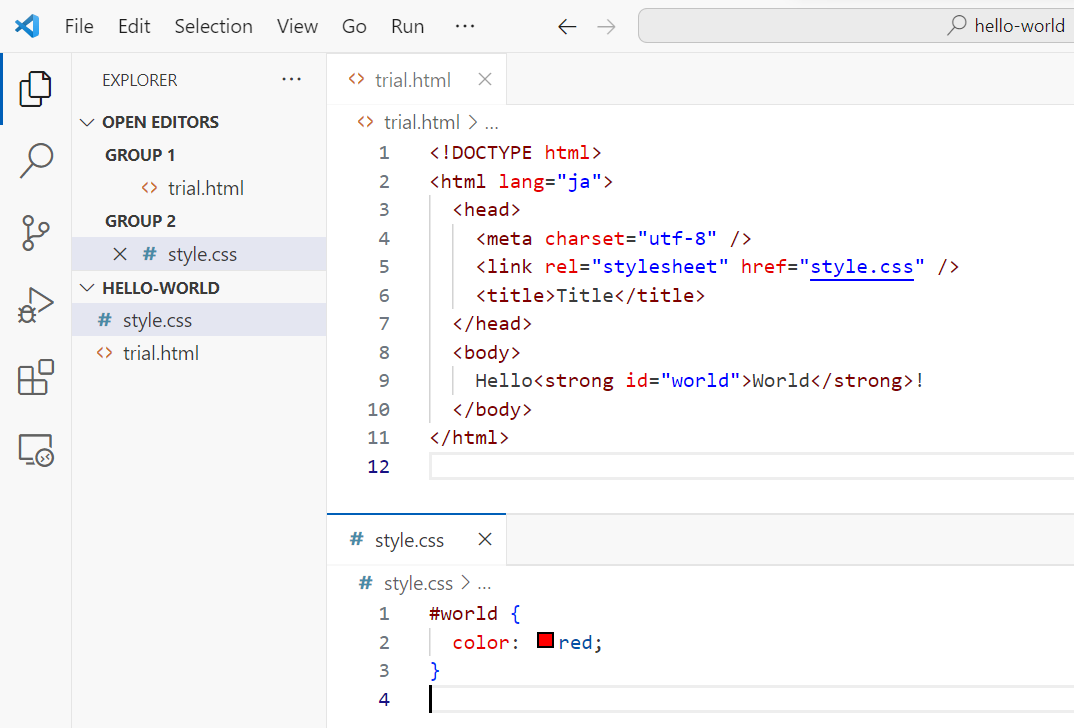 File Edit Selection View Go Run ··· ← → hello-world
EXPLORER ···
OPEN EDITORS
GROUP 1
<> trial.html
GROUP 2
× # style.css
HELLO-WORLD
# style.css
<> trial.html
<> trial.html ×
<> trial.html > ...
1 <!DOCTYPE html>
2 <html lang="ja">
3   <head>
4     <meta charset="utf-8" />
5     <link rel="stylesheet" href="style.css" />
6     <title>Title</title>
7   </head>
8   <body>
9     Hello<strong id="world">World</strong>!
10   </body>
11 </html>
12
# style.css ×
# style.css > ...
1 #world {
2   color: red;
3 }
4